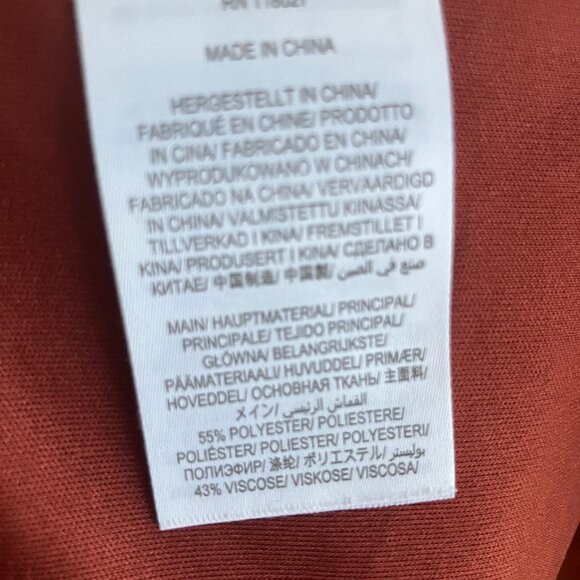 RN 118627
MADE IN CHINA
HERGESTELLT IN CHINA/
FABRIQUÉ EN CHINE/ PRODOTTO
IN CINA/ FABRICADO EN CHINA/
WYPRODUKOWANO W CHINACH/
FABRICADO NA CHINA/ VERVAARDIGD
IN CHINA/ VALMISTETTU KIINASSA/
TILLVERKAD I KINA/ FREMSTILLET I
KINA/ PRODUSERT I KINA/ СДЕЛАНО В
КИТАЕ/ 中国制造/ 中国製/ صنع في الصين
MAIN/ HAUPTMATERIAL/ PRINCIPAL/
PRINCIPALE/ TEJIDO PRINCIPAL/
GŁÓWNA/ BELANGRIJKSTE/
PÄÄMATERIAALI/ HUVUDDEL/ PRIMÆR/
HOVEDDEL/ ОСНОВНАЯ ТКАНЬ/ 主面料/
メイン/ القماش الرئيسي/
55% POLYESTER/ POLIESTERE/
POLIÉSTER/ POLIESTER/ POLYESTERI/
ПОЛИЭФИР/ 涤纶/ ポリエステル/ بوليستر/
43% VISCOSE/ VISKOSE/ VISCOSA/